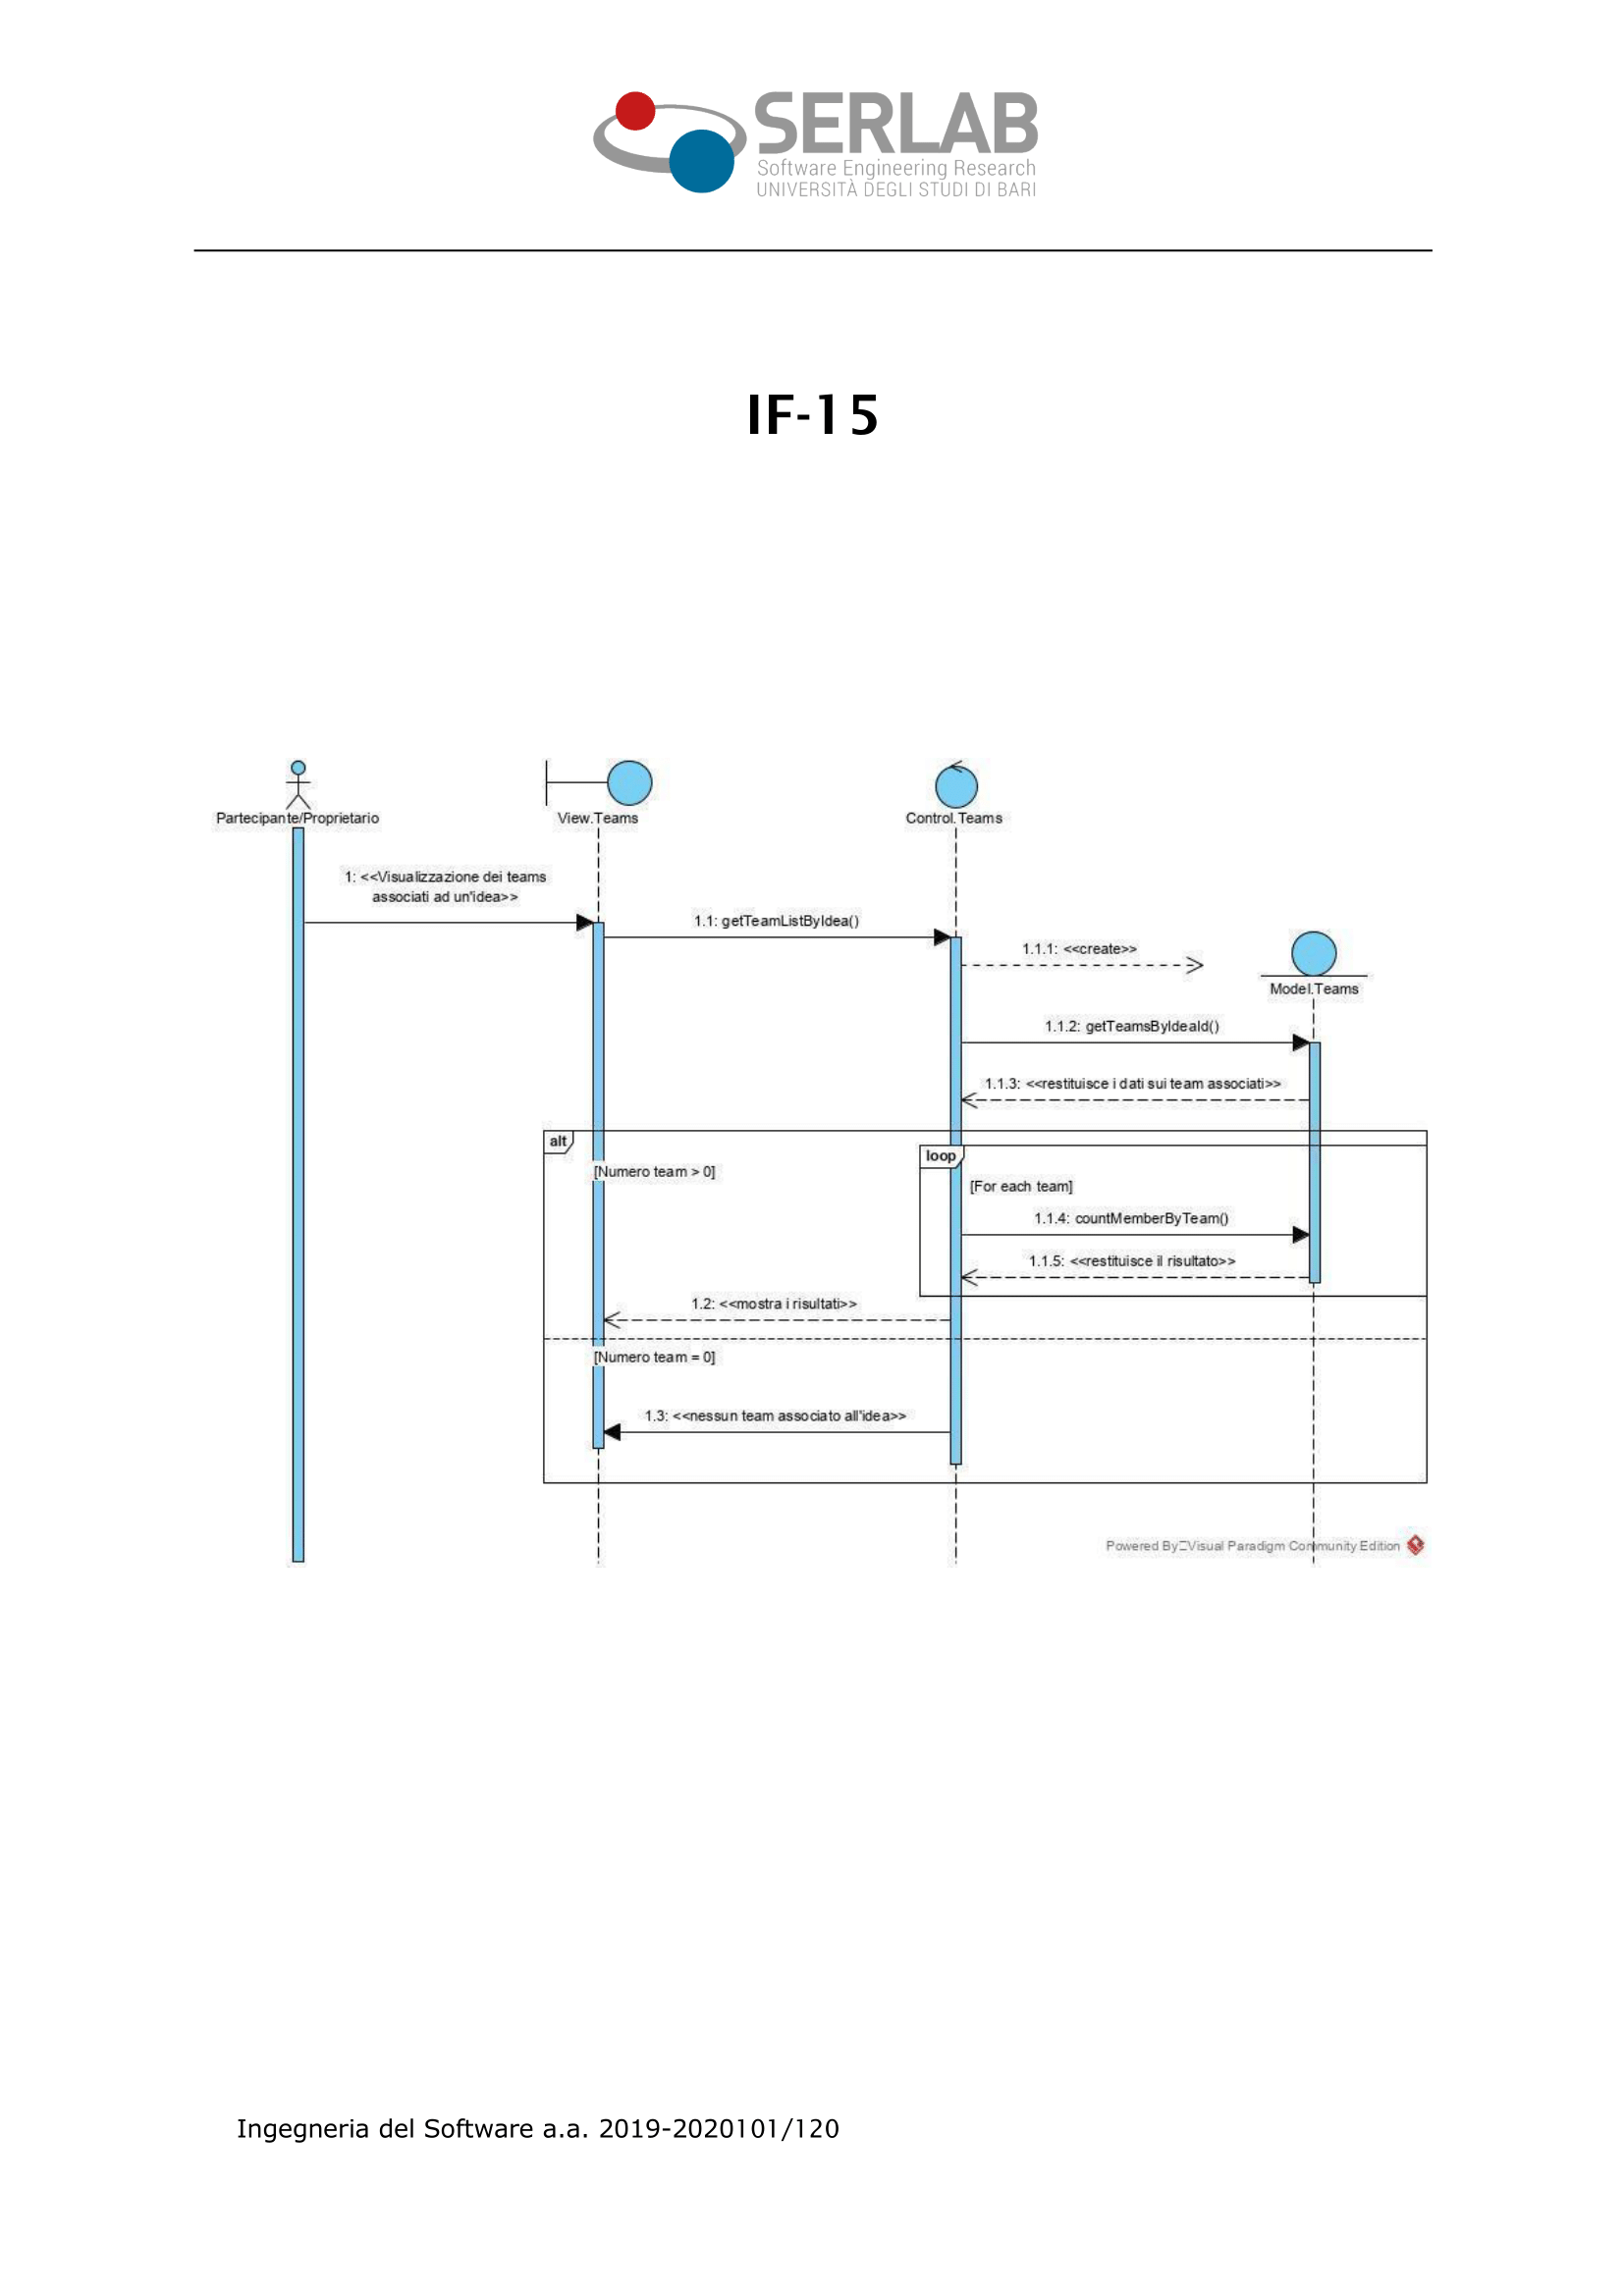 SERLAB
Software Engineering Research
UNIVERSITÀ DEGLI STUDI DI BARI
IF-15
Partecipante/Proprietario
View.Teams
Control.Teams
1: <<Visualizzazione dei teams
associati ad un'idea>>
1.1: getTeamListByIdea()
1.1.1: <<create>>
Model.Teams
1.1.2: getTeamsByIdeaId()
1.1.3: <<restituisce i dati sui team associati>>
alt
loop
[Numero team > 0]
[For each team]
1.1.4: countMemberByTeam()
1.1.5: <<restituisce il risultato>>
1.2: <<mostra i risultati>>
[Numero team = 0]
1.3: <<nessun team associato all'idea>>
Powered By Visual Paradigm Community Edition
Ingegneria del Software a.a. 2019-2020101/120